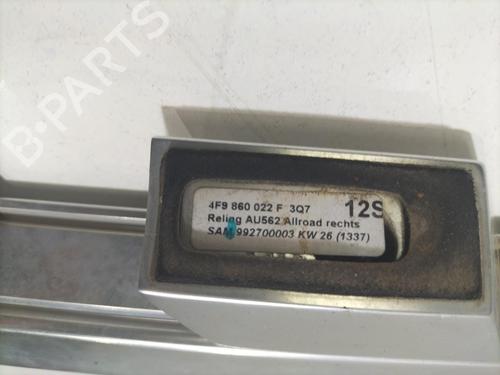 B-PARTS
4F9 860 022 F 3Q7 12S
Reling AU562 Allroad rechts
SAM 992700003 KW 26 (1337)